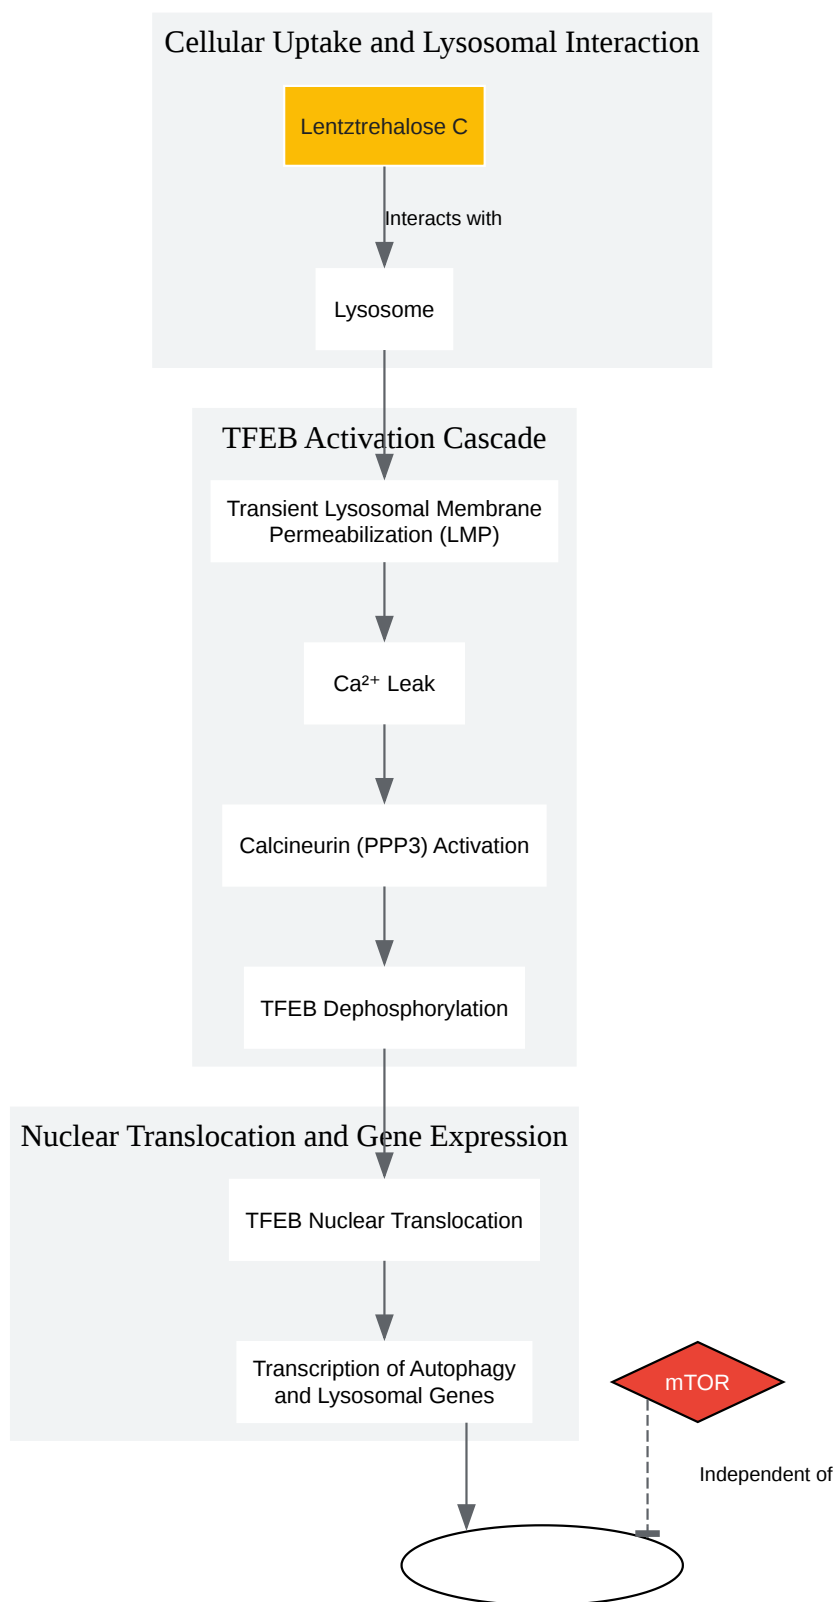 Cellular Uptake and Lysosomal Interaction
Lentztrehalose C
Interacts with
Lysosome
TFEB Activation Cascade
Transient Lysosomal Membrane
Permeabilization (LMP)
Ca²⁺ Leak
Calcineurin (PPP3) Activation
TFEB Dephosphorylation
Nuclear Translocation and Gene Expression
TFEB Nuclear Translocation
Transcription of Autophagy
and Lysosomal Genes
mTOR
Independent of